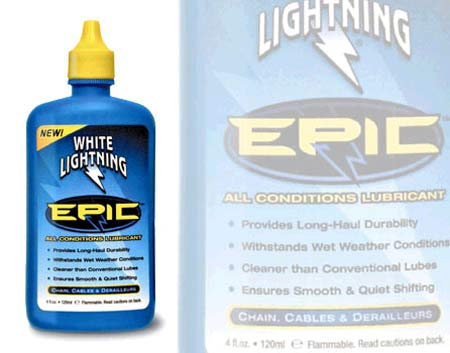 NEW!
WHITE
LIGHTNING
EPIC
ALL CONDITIONS LUBRICANT
• Provides Long-Haul Durability
• Withstands Wet Weather Conditions
• Cleaner than Conventional Lubes
• Ensures Smooth & Quiet Shifting
CHAIN, CABLES & DERAILLEURS
4 fl oz. • 120ml ℮ Flammable. Read cautions on back.
LIGHTNING®
EPIC™
ALL CONDITIONS LUBRICANT
• Provides Long-Haul Durability
• Withstands Wet Weather Conditions
• Cleaner than Conventional Lubes
• Ensures Smooth & Quiet Shifting
CHAIN, CABLES & DERAILLEURS
4 fl oz. • 120ml ℮ Flammable. Read cautions on back.